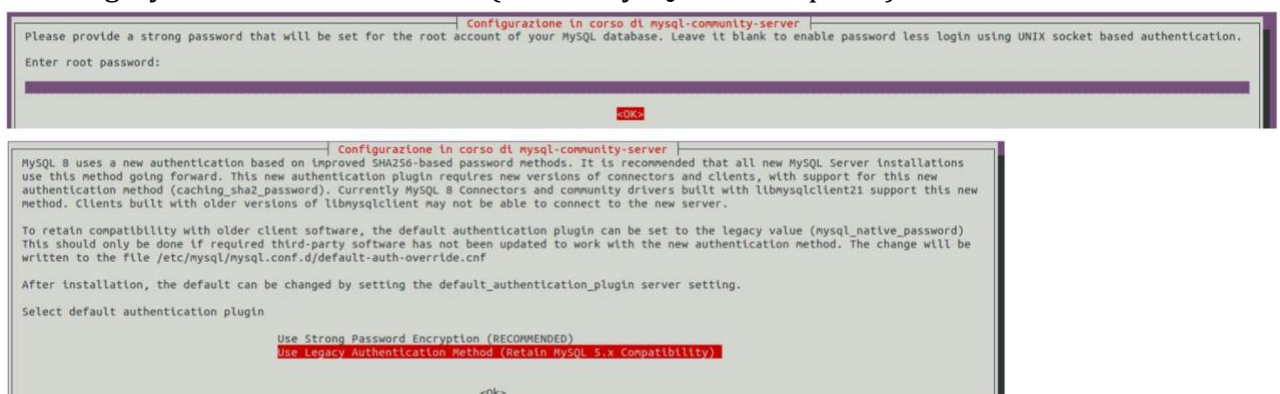 Configurazione in corso di mysql-community-server
Please provide a strong password that will be set for the root account of your MySQL database. Leave it blank to enable password less login using UNIX socket based authentication.
Enter root password:
<OK>
Configurazione in corso di mysql-community-server
MySQL 8 uses a new authentication based on improved SHA256-based password methods. It is recommended that all new MySQL Server installations
use this method going forward. This new authentication plugin requires new versions of connectors and clients, with support for this new
authentication method (caching_sha2_password). Currently MySQL 8 Connectors and community drivers built with libmysqlclient21 support this new
method. Clients built with older versions of libmysqlclient may not be able to connect to the new server.
To retain compatibility with older client software, the default authentication plugin can be set to the legacy value (mysql_native_password)
This should only be done if required third-party software has not been updated to work with the new authentication method. The change will be
written to the file /etc/mysql/mysql.conf.d/default-auth-override.cnf
After installation, the default can be changed by setting the default_authentication_plugin server setting.
Select default authentication plugin
Use Strong Password Encryption (RECOMMENDED)
Use Legacy Authentication Method (Retain MySQL 5.x Compatibility)
<Ok>